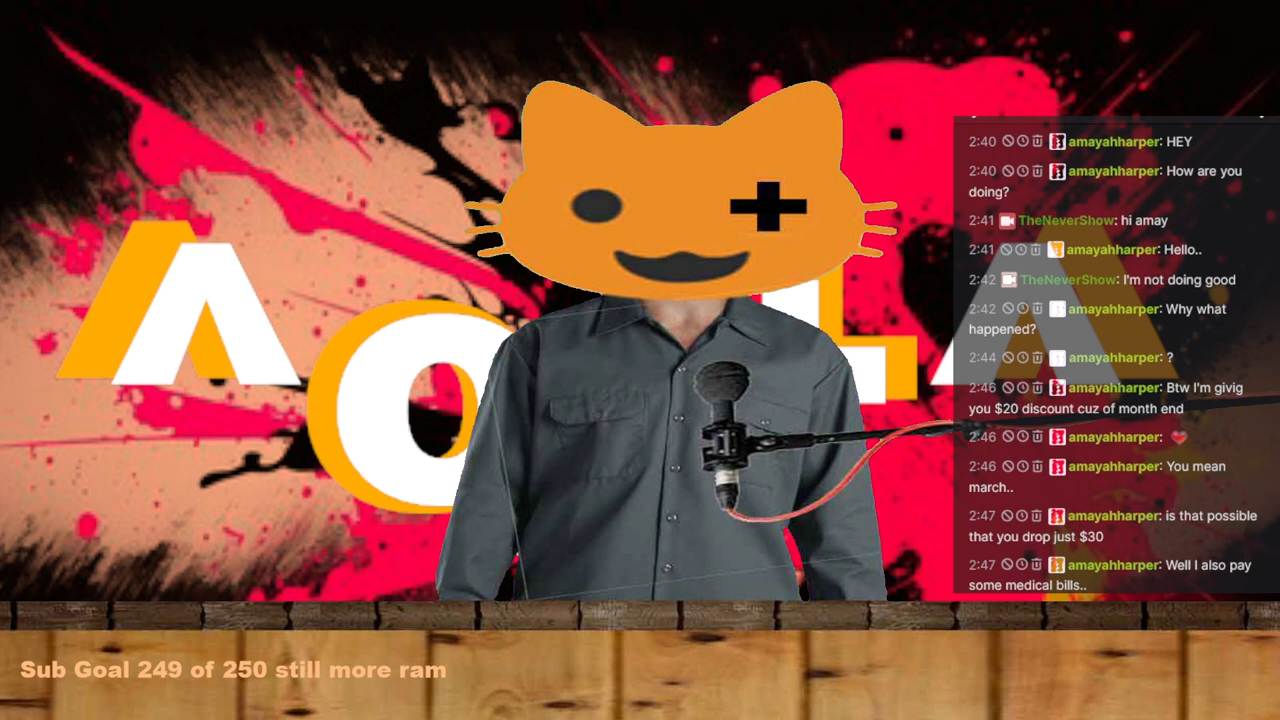 AOLA
2:40 amayahharper: HEY
2:40 amayahharper: How are you
doing?
2:41 TheNeverShow: hi amay
2:41 amayahharper: Hello..
2:42 TheNeverShow: I'm not doing good
2:42 amayahharper: Why what
happened?
2:44 amayahharper: ?
2:46 amayahharper: Btw I'm givig
you $20 discount cuz of month end
2:46 amayahharper: ❤️
2:46 amayahharper: You mean
march..
2:47 amayahharper: is that possible
that you drop just $30
2:47 amayahharper: Well I also pay
some medical bills..
Sub Goal 249 of 250 still more ram